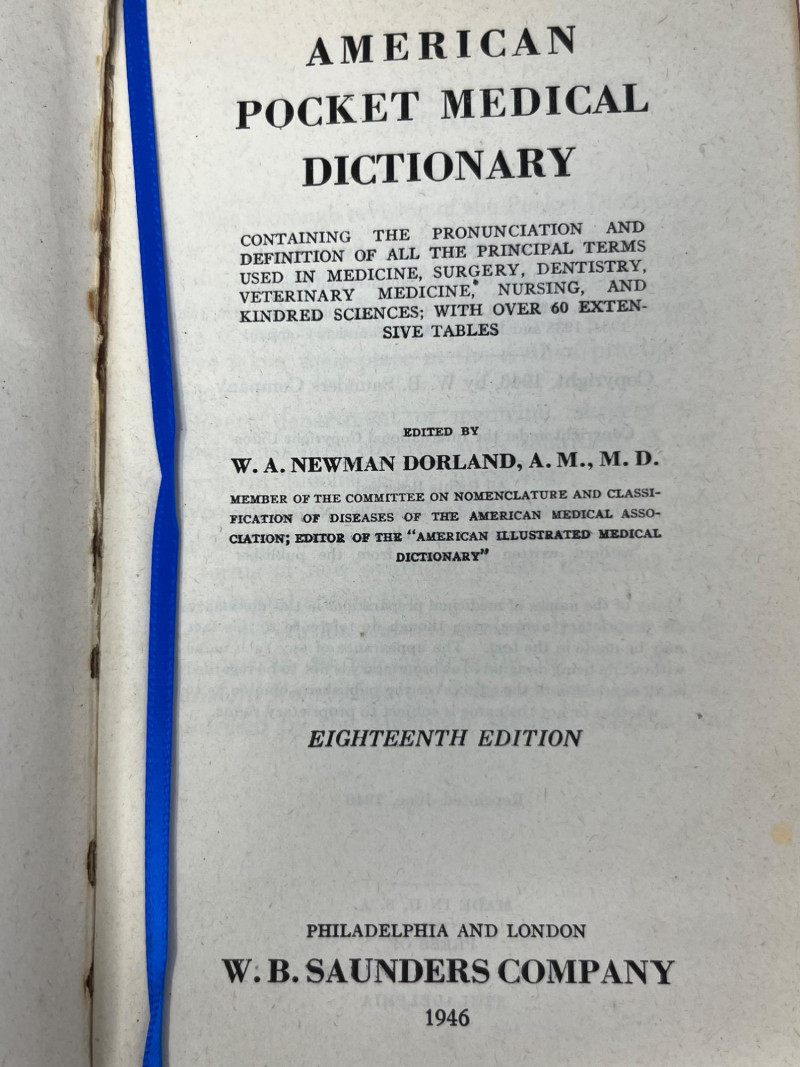 AMERICAN
POCKET MEDICAL
DICTIONARY
CONTAINING THE PRONUNCIATION AND
DEFINITION OF ALL THE PRINCIPAL TERMS
USED IN MEDICINE, SURGERY, DENTISTRY,
VETERINARY MEDICINE, NURSING, AND
KINDRED SCIENCES; WITH OVER 60 EXTEN-
SIVE TABLES
EDITED BY
W. A. NEWMAN DORLAND, A. M., M. D.
MEMBER OF THE COMMITTEE ON NOMENCLATURE AND CLASSI-
FICATION OF DISEASES OF THE AMERICAN MEDICAL ASSO-
CIATION; EDITOR OF THE "AMERICAN ILLUSTRATED MEDICAL
DICTIONARY"
EIGHTEENTH EDITION
PHILADELPHIA AND LONDON
W. B. SAUNDERS COMPANY
1946